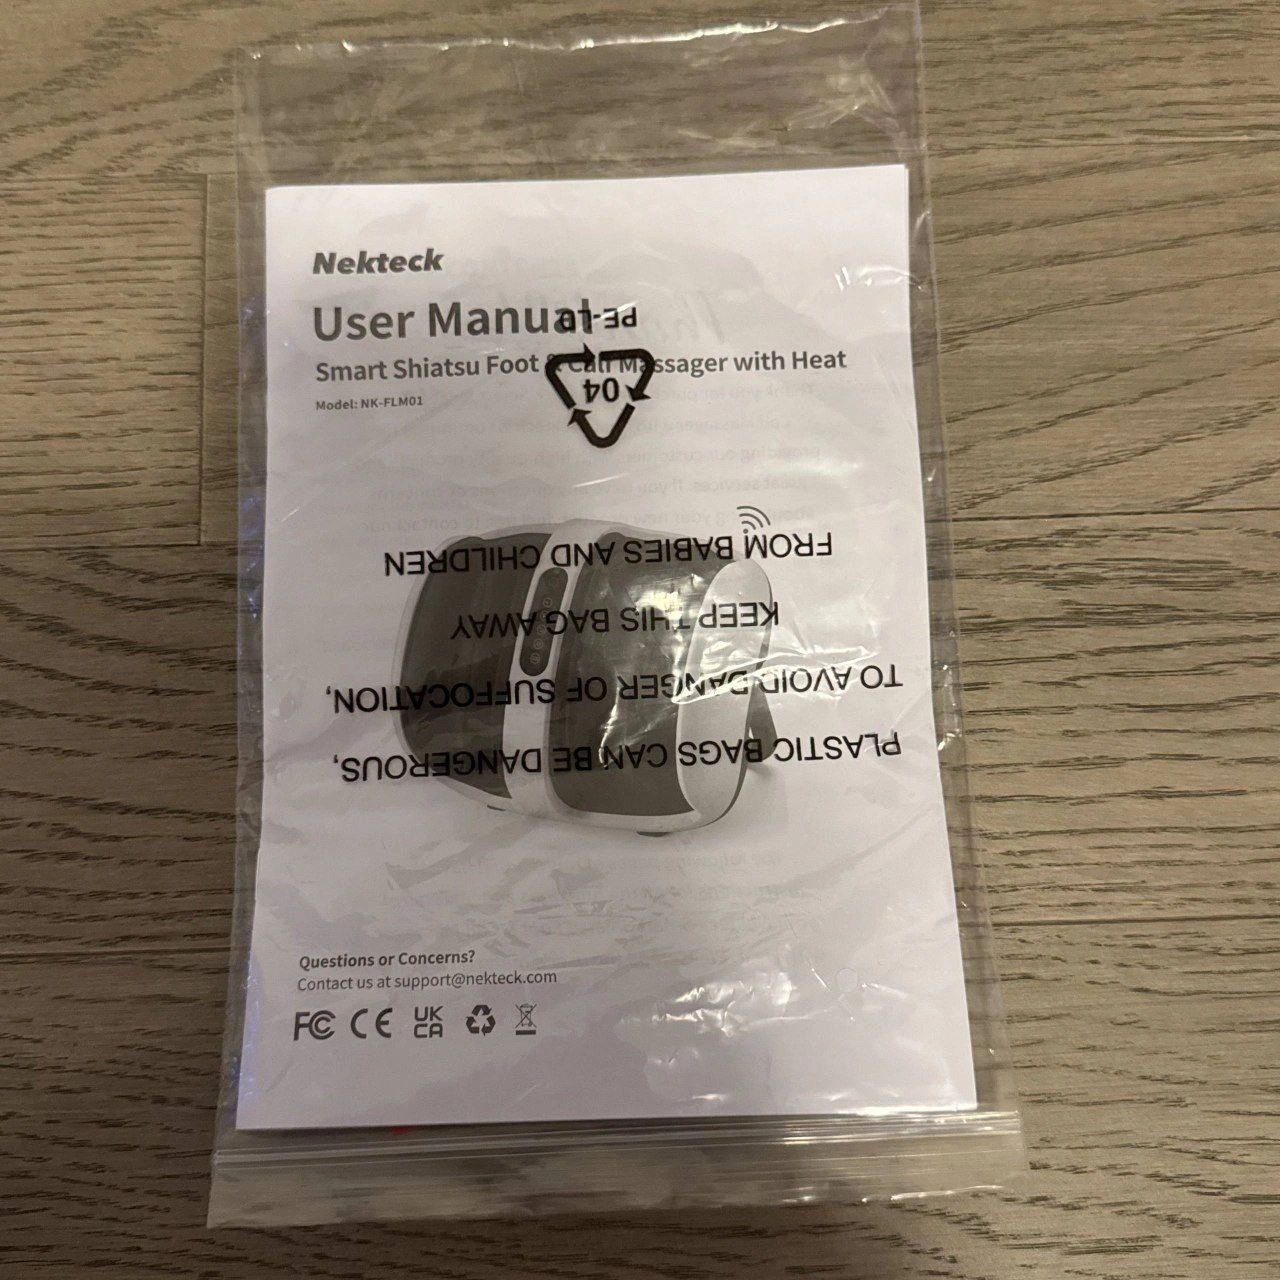 Nekteck
User Manual
Smart Shiatsu Foot & Calf Massager with Heat
Model: NK-FLM01
PLASTIC BAGS CAN BE DANGEROUS,
TO AVOID DANGER OF SUFFOCATION,
KEEP THIS BAG AWAY
FROM BABIES AND CHILDREN
04
PE-LD
Questions or Concerns?
Contact us at support@nekteck.com
FC CE UK CA